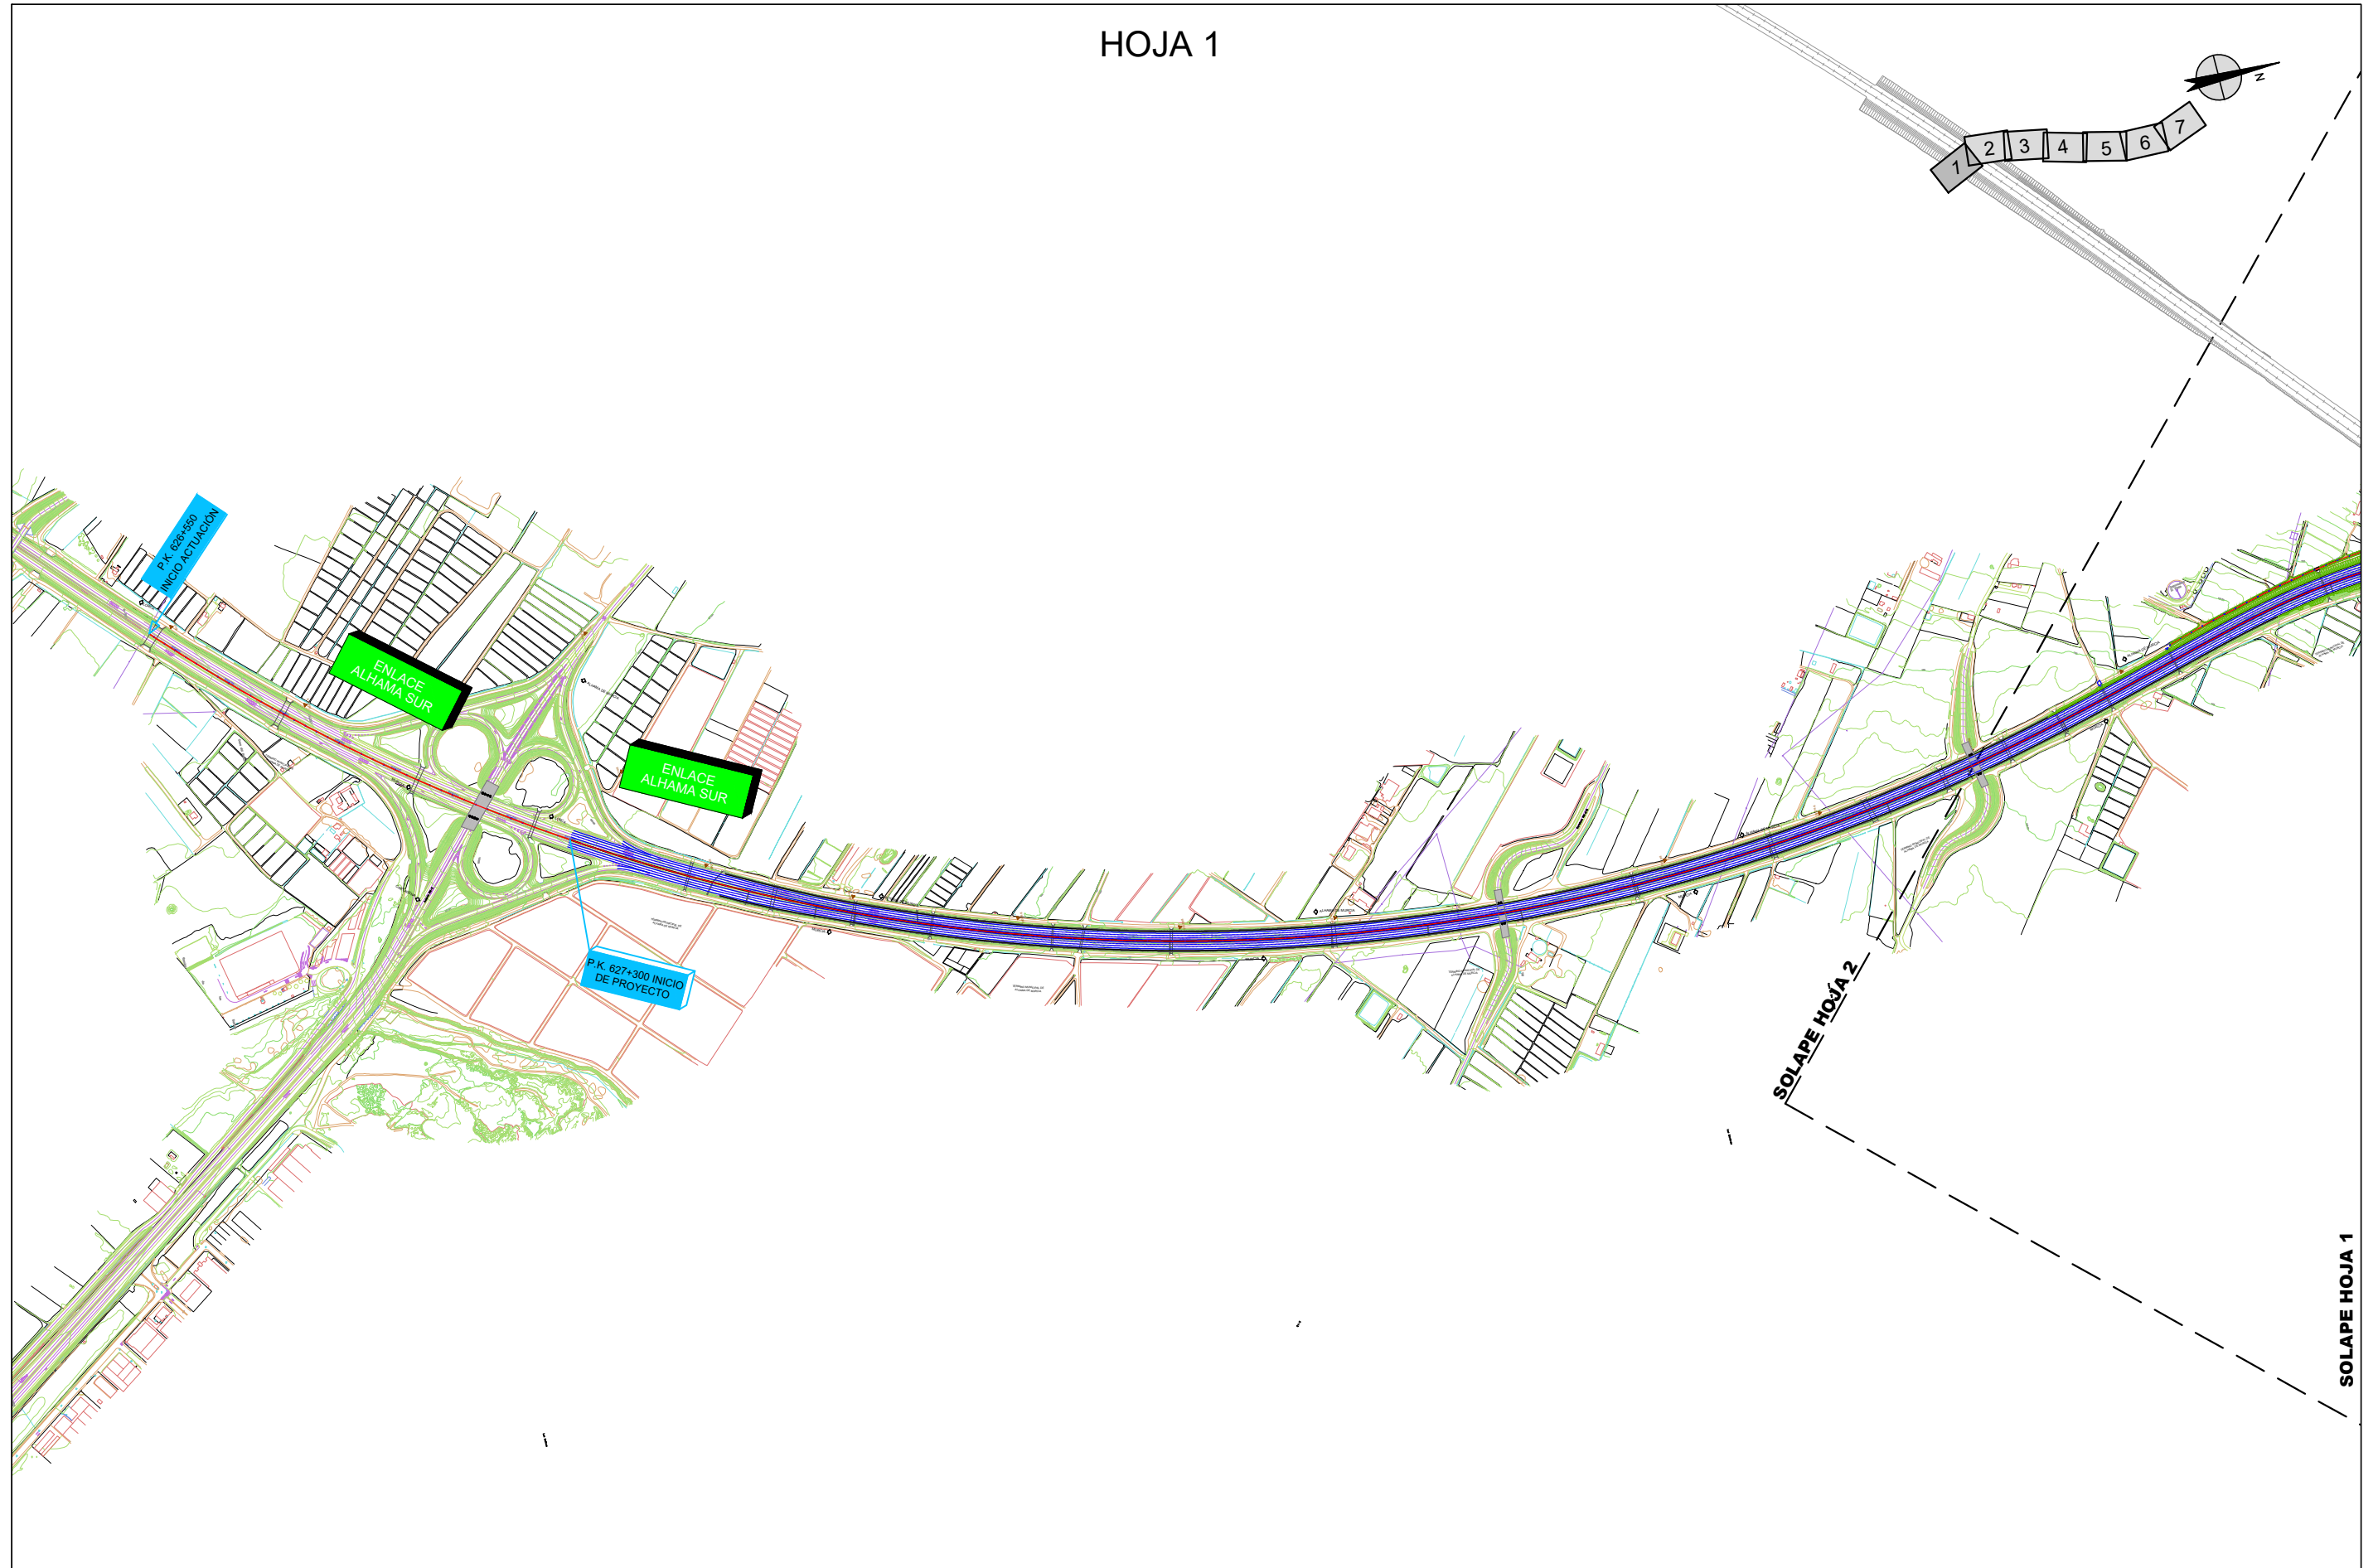 HOJA 1
N
1
2
3
4
5
6
7
P.K. 626+550
INICIO ACTUACIÓN
ENLACE
ALHAMA SUR
ENLACE
ALHAMA SUR
P.K. 627+300 INICIO
DE PROYECTO
SOLAPE HOJA 2
SOLAPE HOJA 1